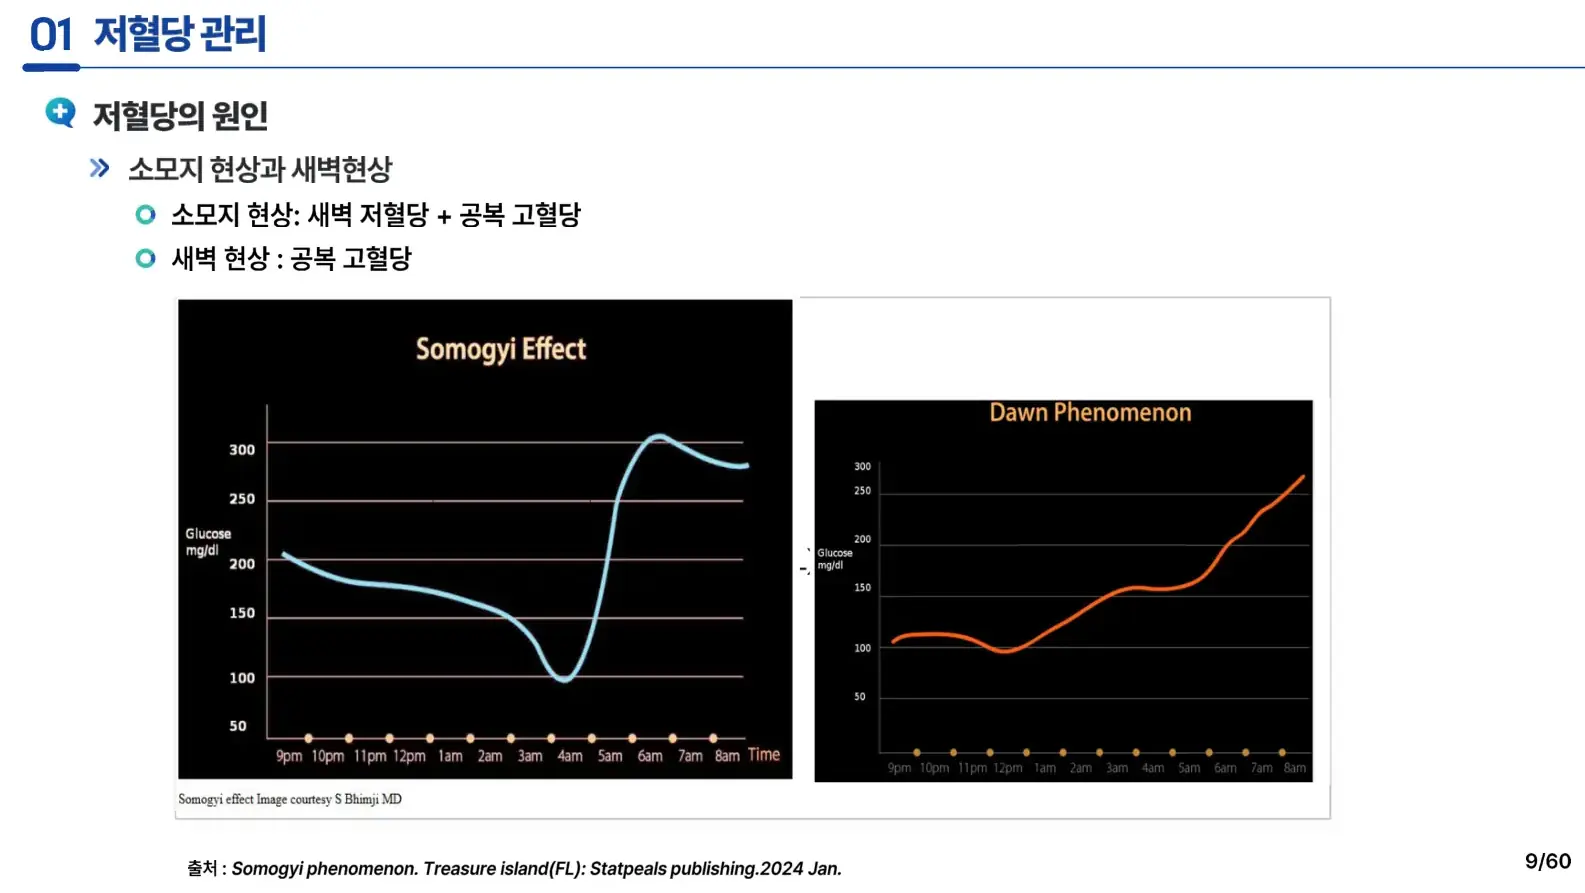 01 저혈당 관리
저혈당의 원인
소모지 현상과 새벽현상
소모지 현상: 새벽 저혈당 + 공복 고혈당
새벽 현상 : 공복 고혈당
Somogyi Effect
300
250
Glucose
mg/dl
200
150
100
50
9pm 10pm 11pm 12pm 1am 2am 3am 4am 5am 6am 7am 8am Time
Somogyi effect Image courtesy S Bhimji MD
Dawn Phenomenon
300
250
200
Glucose
mg/dl
150
100
50
9pm 10pm 11pm 12pm 1am 2am 3am 4am 5am 6am 7am 8am
출처 : Somogyi phenomenon. Treasure island(FL): Statpeals publishing.2024 Jan.
9/60